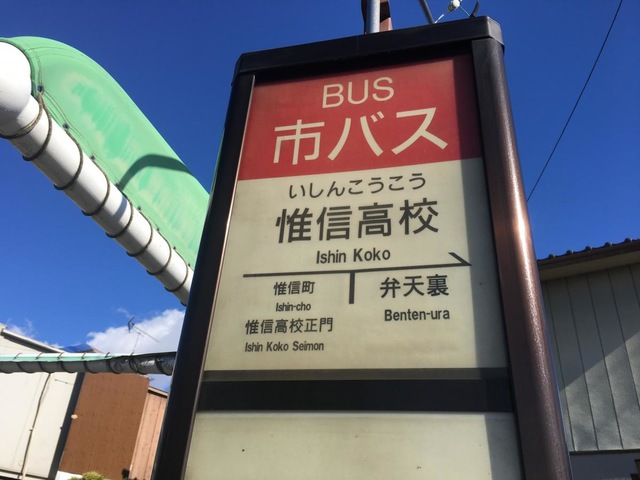 BUS
市バス
いしんこうこう
惟信高校
Ishin Koko
惟信町
Ishin-cho
惟信高校正門
Ishin Koko Seimon
弁天裏
Benten-ura